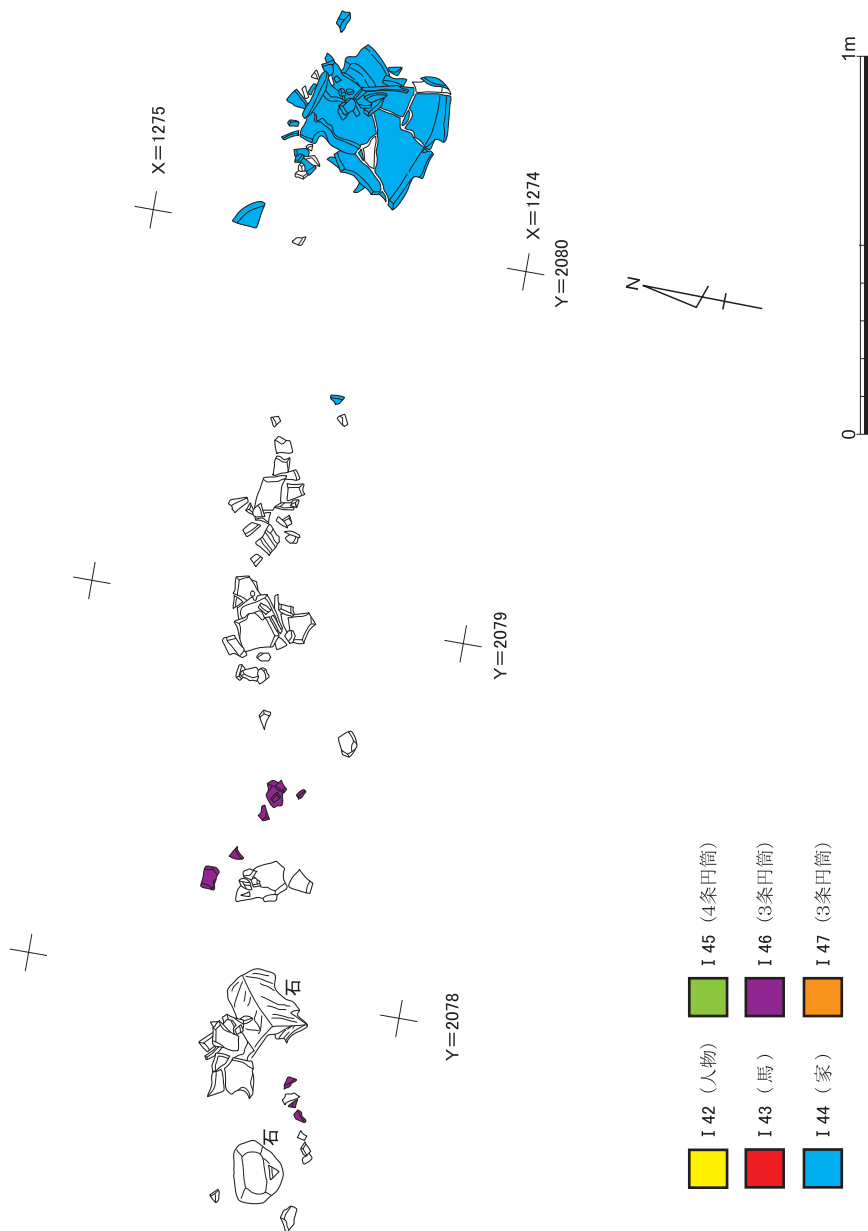 X=1275
X=1274
Y=2080
N
1m
0
Y=2079
石
Y=2078
石
I 42 (人物)
I 43 (馬)
I 44 (家)
I 45 (4条円筒)
I 46 (3条円筒)
I 47 (3条円筒)